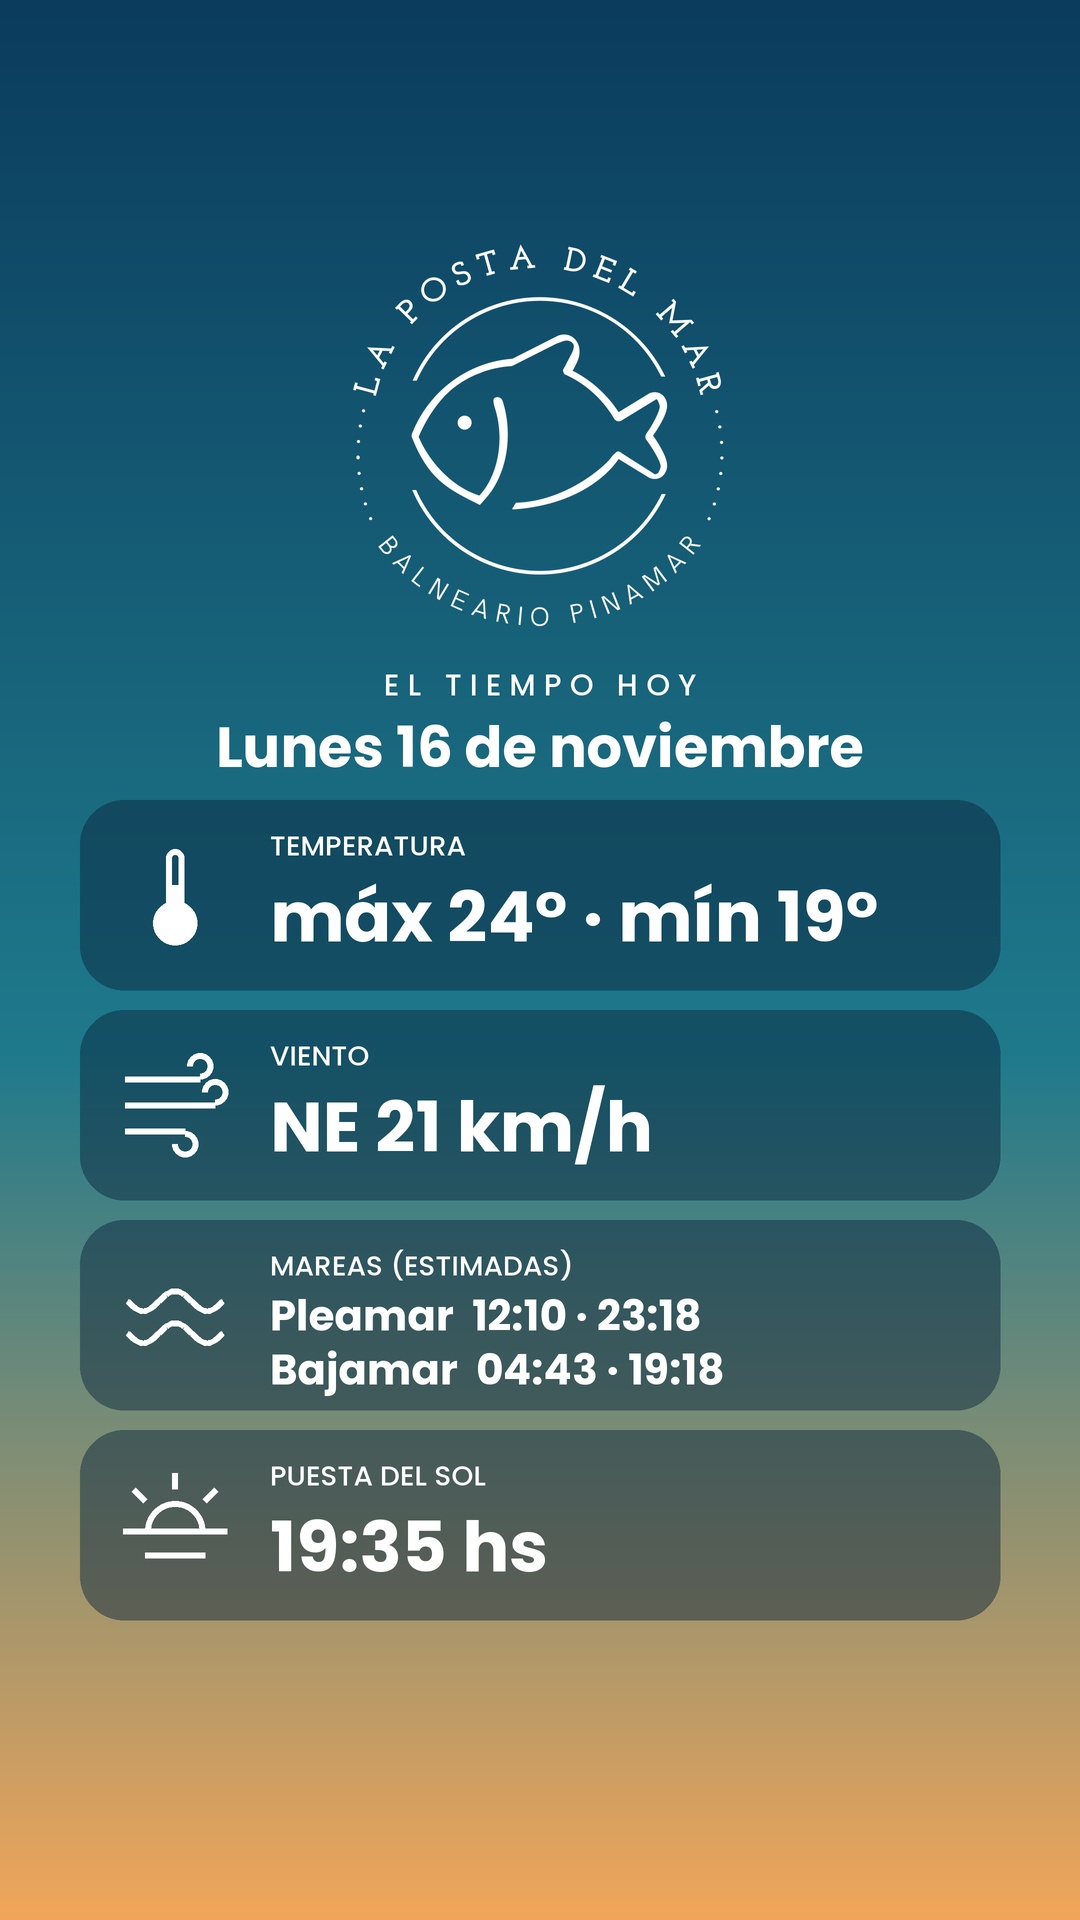 LA POSTA DEL MAR
BALNEARIO PINAMAR
EL TIEMPO HOY
Lunes 16 de noviembre
TEMPERATURA
máx 24° · mín 19°
VIENTO
NE 21 km/h
MAREAS (ESTIMADAS)
Pleamar 12:10 · 23:18
Bajamar 04:43 · 19:18
PUESTA DEL SOL
19:35 hs